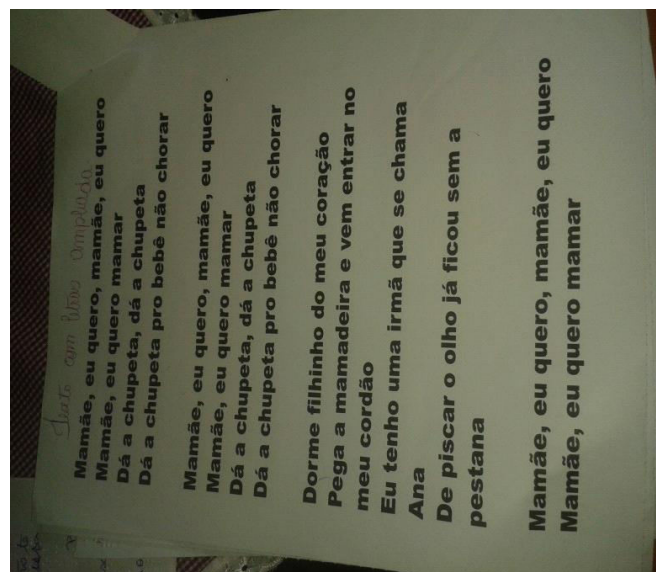 Texto com letras ampliada
Mamãe, eu quero, mamãe, eu quero
Mamãe, eu quero mamar
Dá a chupeta, dá a chupeta
Dá a chupeta pro bebê não chorar
Mamãe, eu quero, mamãe, eu quero
Mamãe, eu quero mamar
Dá a chupeta, dá a chupeta
Dá a chupeta pro bebê não chorar
Dorme filhinho do meu coração
Pega a mamadeira e vem entrar no
meu cordão
Eu tenho uma irmã que se chama
Ana
De piscar o olho já ficou sem a
pestana
Mamãe, eu quero, mamãe, eu quero
Mamãe, eu quero mamar